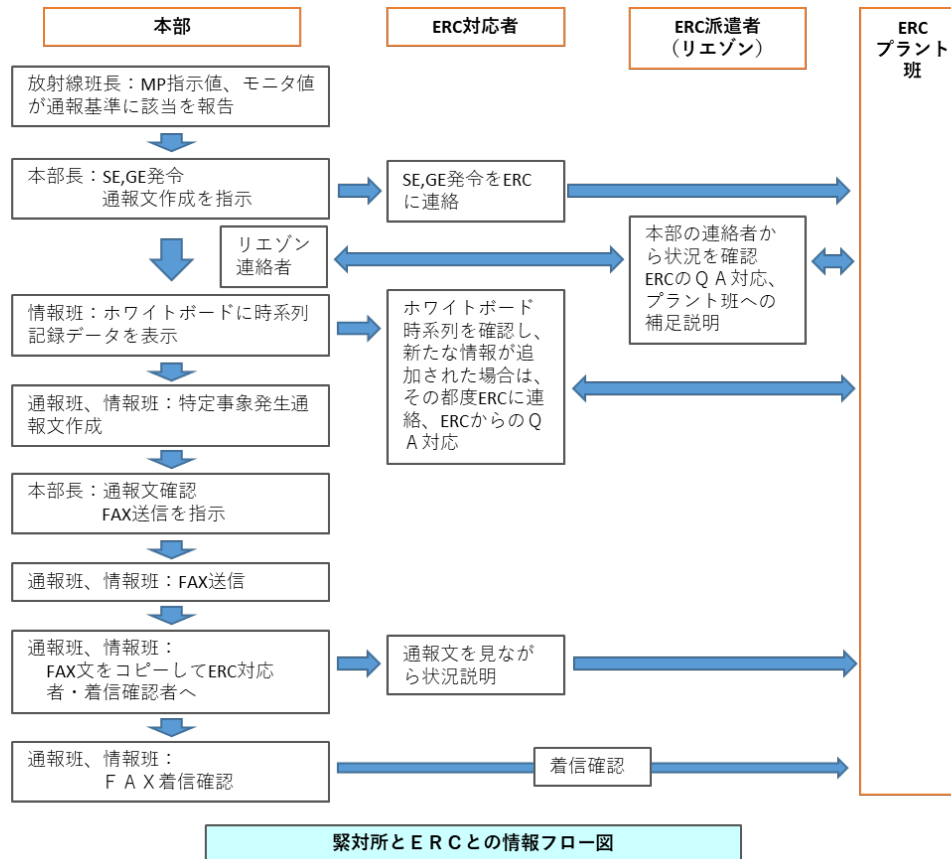 本部
ERC対応者
ERC派遣者
（リエゾン）
ERC
プラント
班
放射線班長：MP指示値、モニタ値
が通報基準に該当を報告
本部長：SE,GE発令
通報文作成を指示
SE,GE発令をERC
に連絡
リエゾン
連絡者
本部の連絡者か
ら状況を確認
ERCのＱＡ対応、
プラント班への
補足説明
情報班：ホワイトボードに時系列
記録データを表示
ホワイトボード
時系列を確認し、
新たな情報が追
加された場合は、
その都度ERCに連
絡、ERCからのＱ
Ａ対応
通報班、情報班：特定事象発生通
報文作成
本部長：通報文確認
FAX送信を指示
通報班、情報班：FAX送信
通報班、情報班：
FAX文をコピーしてERC対応
者・着信確認者へ
通報文を見なが
ら状況説明
通報班、情報班：
ＦＡＸ着信確認
着信確認
緊対所とＥＲＣとの情報フロー図